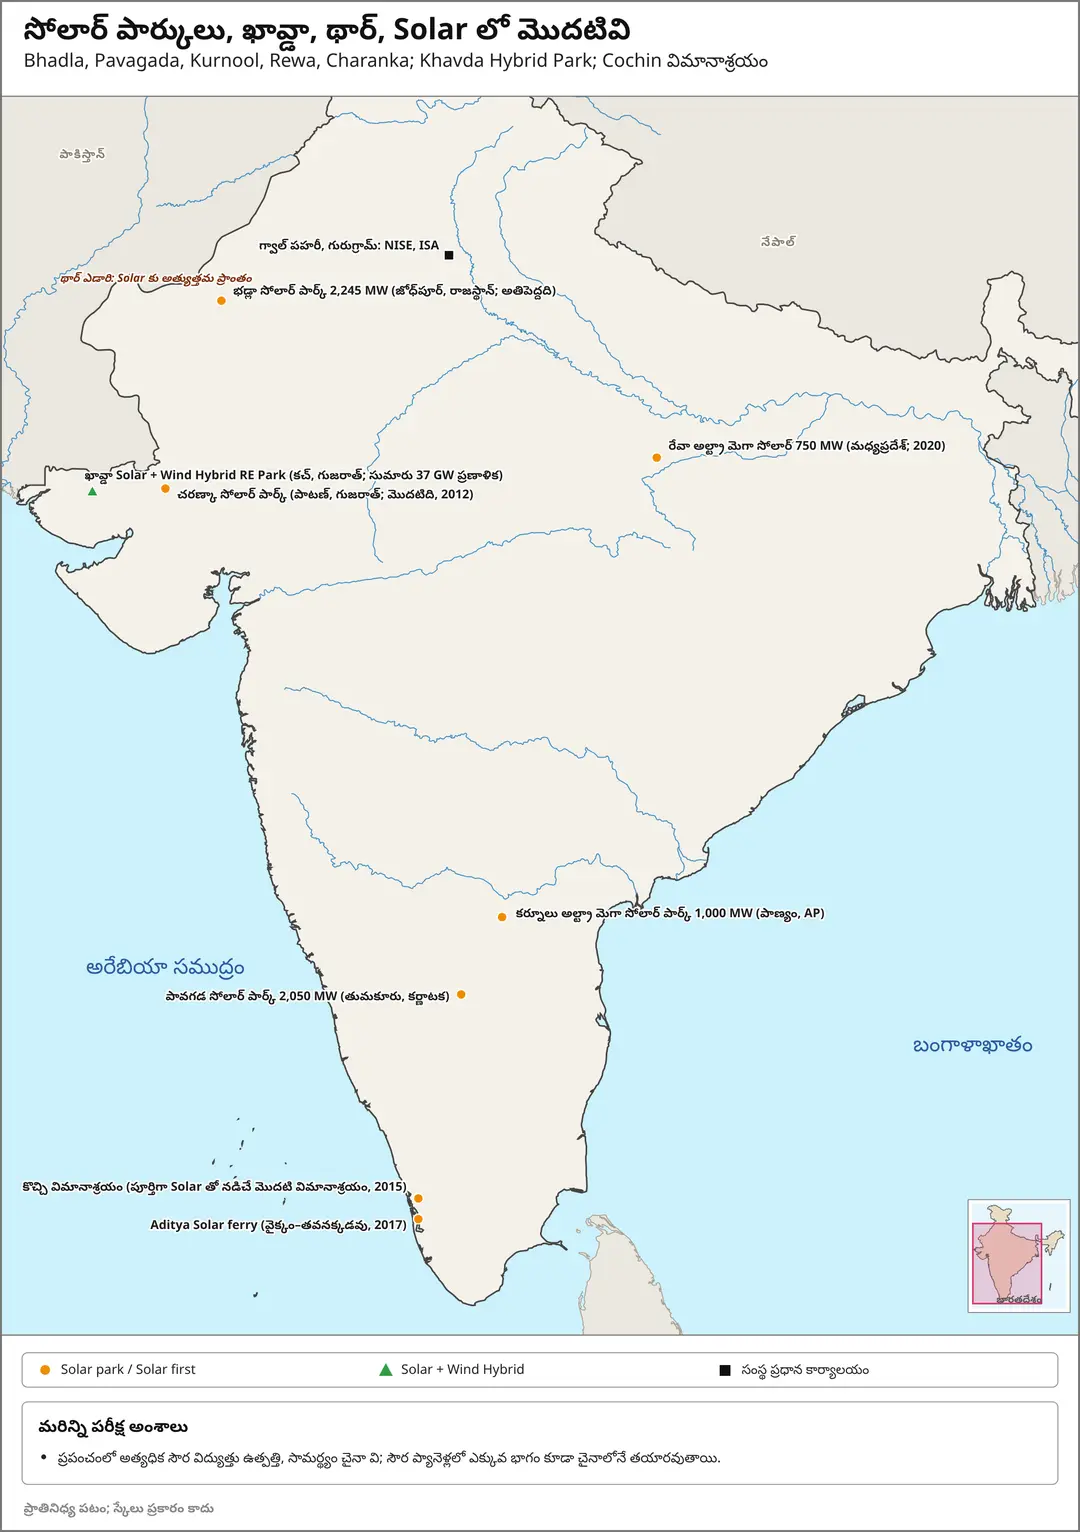 సోలార్ పార్కులు, ఖావ్డా, థార్, Solar లో మొదటివి
Bhadla, Pavagada, Kurnool, Rewa, Charanka; Khavda Hybrid Park; Cochin విమానాశ్రయం
పాకిస్తాన్
నేపాల్
గ్వాల్ పహరీ, గురుగ్రామ్: NISE, ISA
థార్ ఎడారి: Solar కు అత్యుత్తమ ప్రాంతం
భడ్లా సోలార్ పార్క్ 2,245 MW (జోధ్‌పూర్, రాజస్థాన్; అతిపెద్దది)
రేవా అల్ట్రా మెగా సోలార్ 750 MW (మధ్యప్రదేశ్; 2020)
ఖావ్డా Solar + Wind Hybrid RE Park (కచ్, గుజరాత్; సుమారు 37 GW ప్రణాళిక)
చరణ్కా సోలార్ పార్క్ (పాటణ్, గుజరాత్; మొదటిది, 2012)
కర్నూలు అల్ట్రా మెగా సోలార్ పార్క్ 1,000 MW (పాణ్యం, AP)
అరేబియా సముద్రం
పావగడ సోలార్ పార్క్ 2,050 MW (తుమకూరు, కర్ణాటక)
బంగాళాఖాతం
కొచ్చి విమానాశ్రయం (పూర్తిగా Solar తో నడిచే మొదటి విమానాశ్రయం, 2015)
Aditya Solar ferry (వైక్కం–తవనక్కడవు, 2017)
భారతదేశం
Solar park / Solar first
Solar + Wind Hybrid
సంస్థ ప్రధాన కార్యాలయం
మరిన్ని పరీక్ష అంశాలు
• ప్రపంచంలో అత్యధిక సౌర విద్యుత్తు ఉత్పత్తి, సామర్థ్యం చైనా వి; సౌర ప్యానెళ్లలో ఎక్కువ భాగం కూడా చైనాలోనే తయారవుతాయి.
ప్రాతినిధ్య పటం; స్కేలు ప్రకారం కాదు